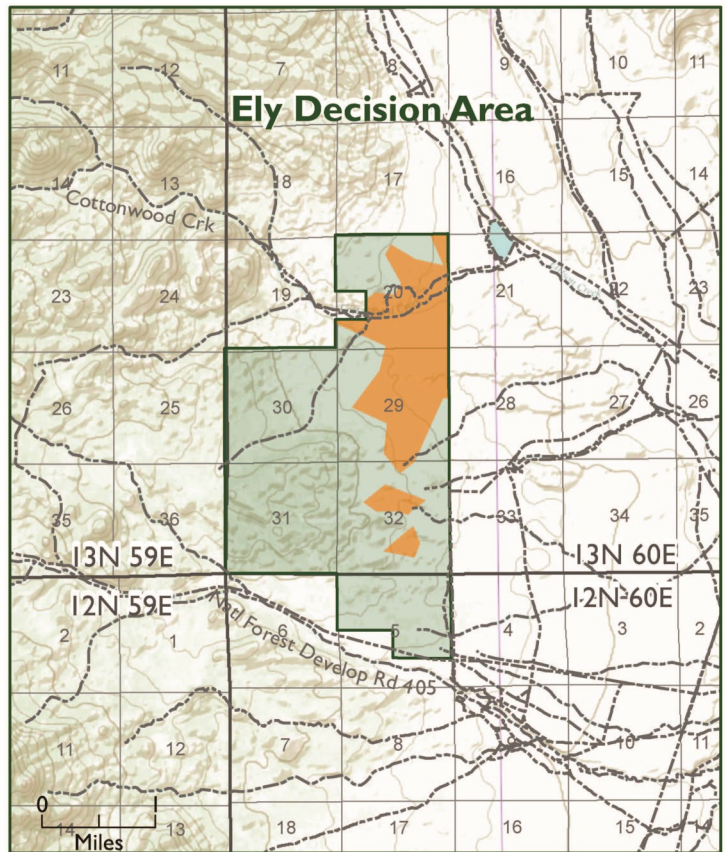 11 12 7 8 9 10 11
Ely Decision Area
14 13 18 17 16 15 14
Cottonwood Crk
23 24 19 20 21 22 23
26 25 30 29 28 27 26
35 36 31 32 33 34 35
13N 59E 13N 60E
12N 59E 12N 60E
2 1 6 5 4 3 2
Natl Forest Develop Rd 405
11 12 7 8 9 10 11
0 1
Miles
14 13 18 17 16 15 14